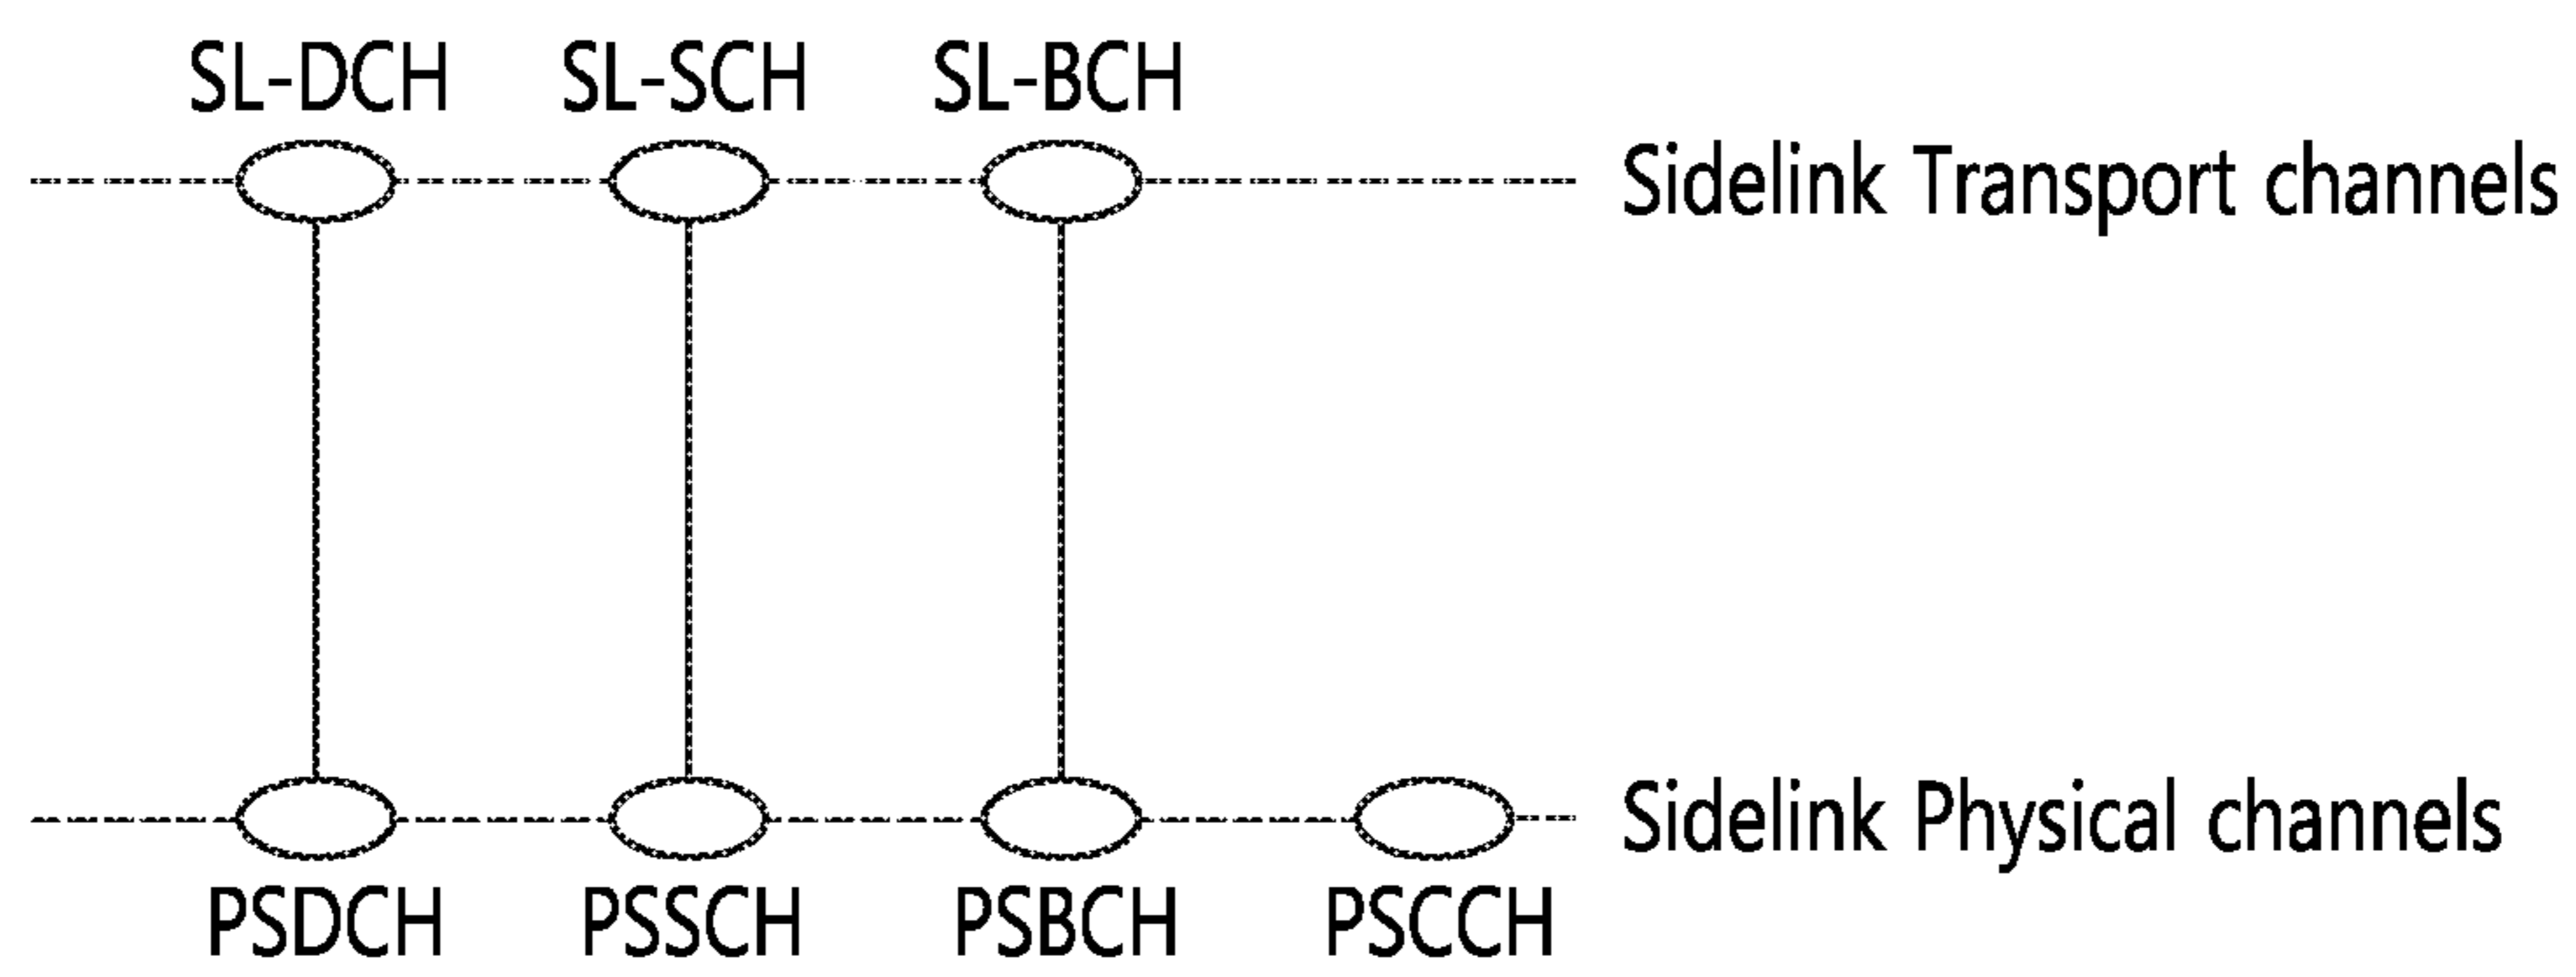 SL-DCH SL-SCH SL-BCH
Sidelink Transport channels
Sidelink Physical channels
PSDCH PSSCH PSBCH PSCCH